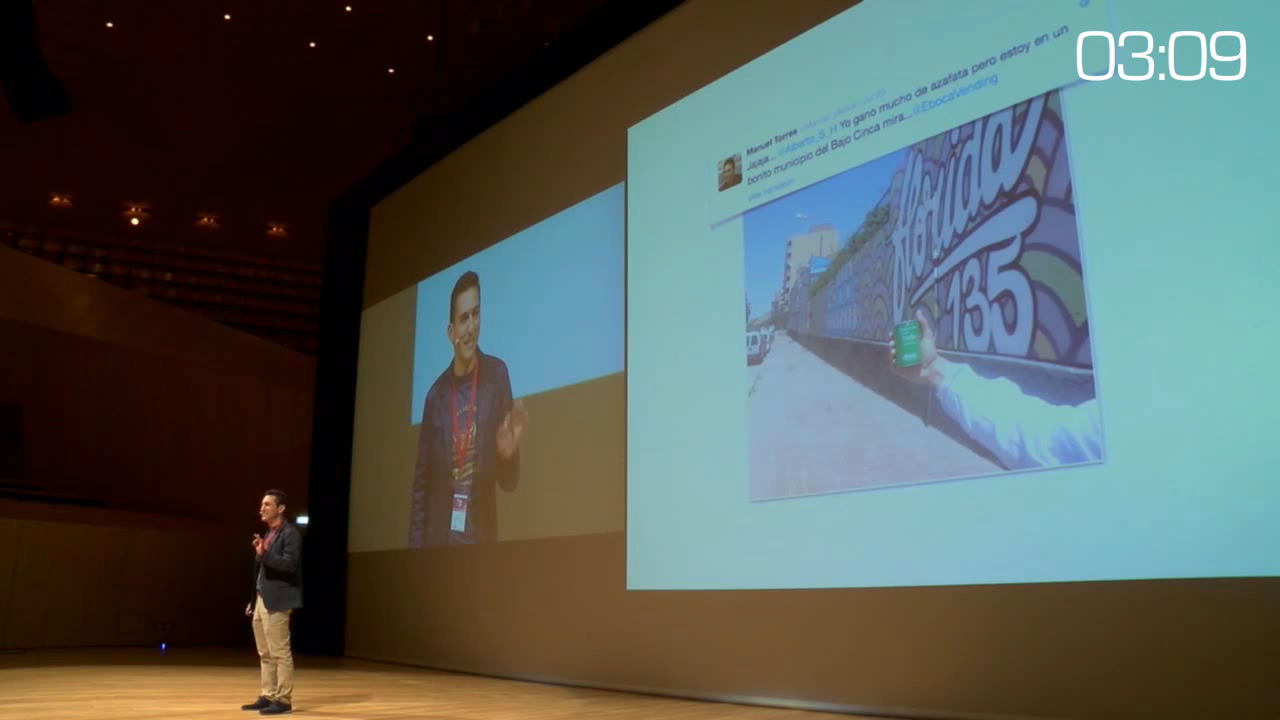 03:09
Manuel Torres
Jajaja... @Alberto_S_H Yo gano mucho de azafata pero estoy en un
bonito municipio del Bajo Cinca mira... @EbocaVending
florida
135